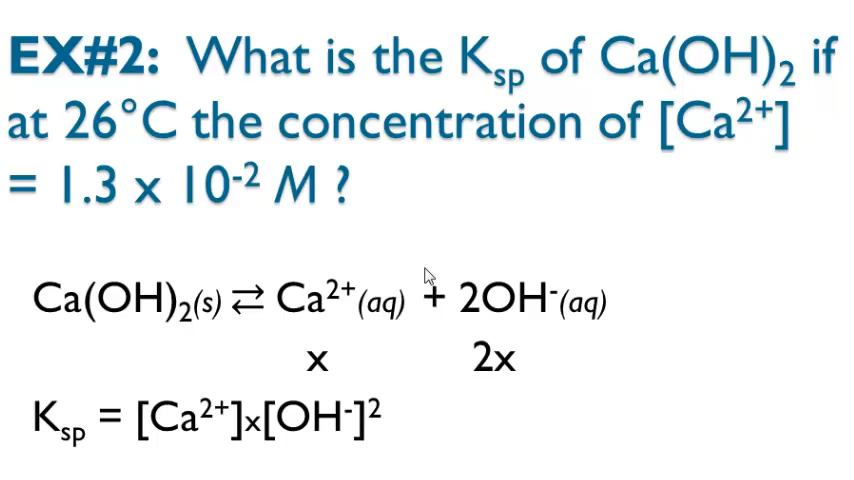 EX#2: What is the Kₛₚ of Ca(OH)₂ if
at 26°C the concentration of [Ca²⁺]
= 1.3 x 10⁻² M ?
Ca(OH)₂(s) ⇄ Ca²⁺(aq) + 2OH⁻(aq)
x 2x
Kₛₚ = [Ca²⁺]x[OH⁻]²